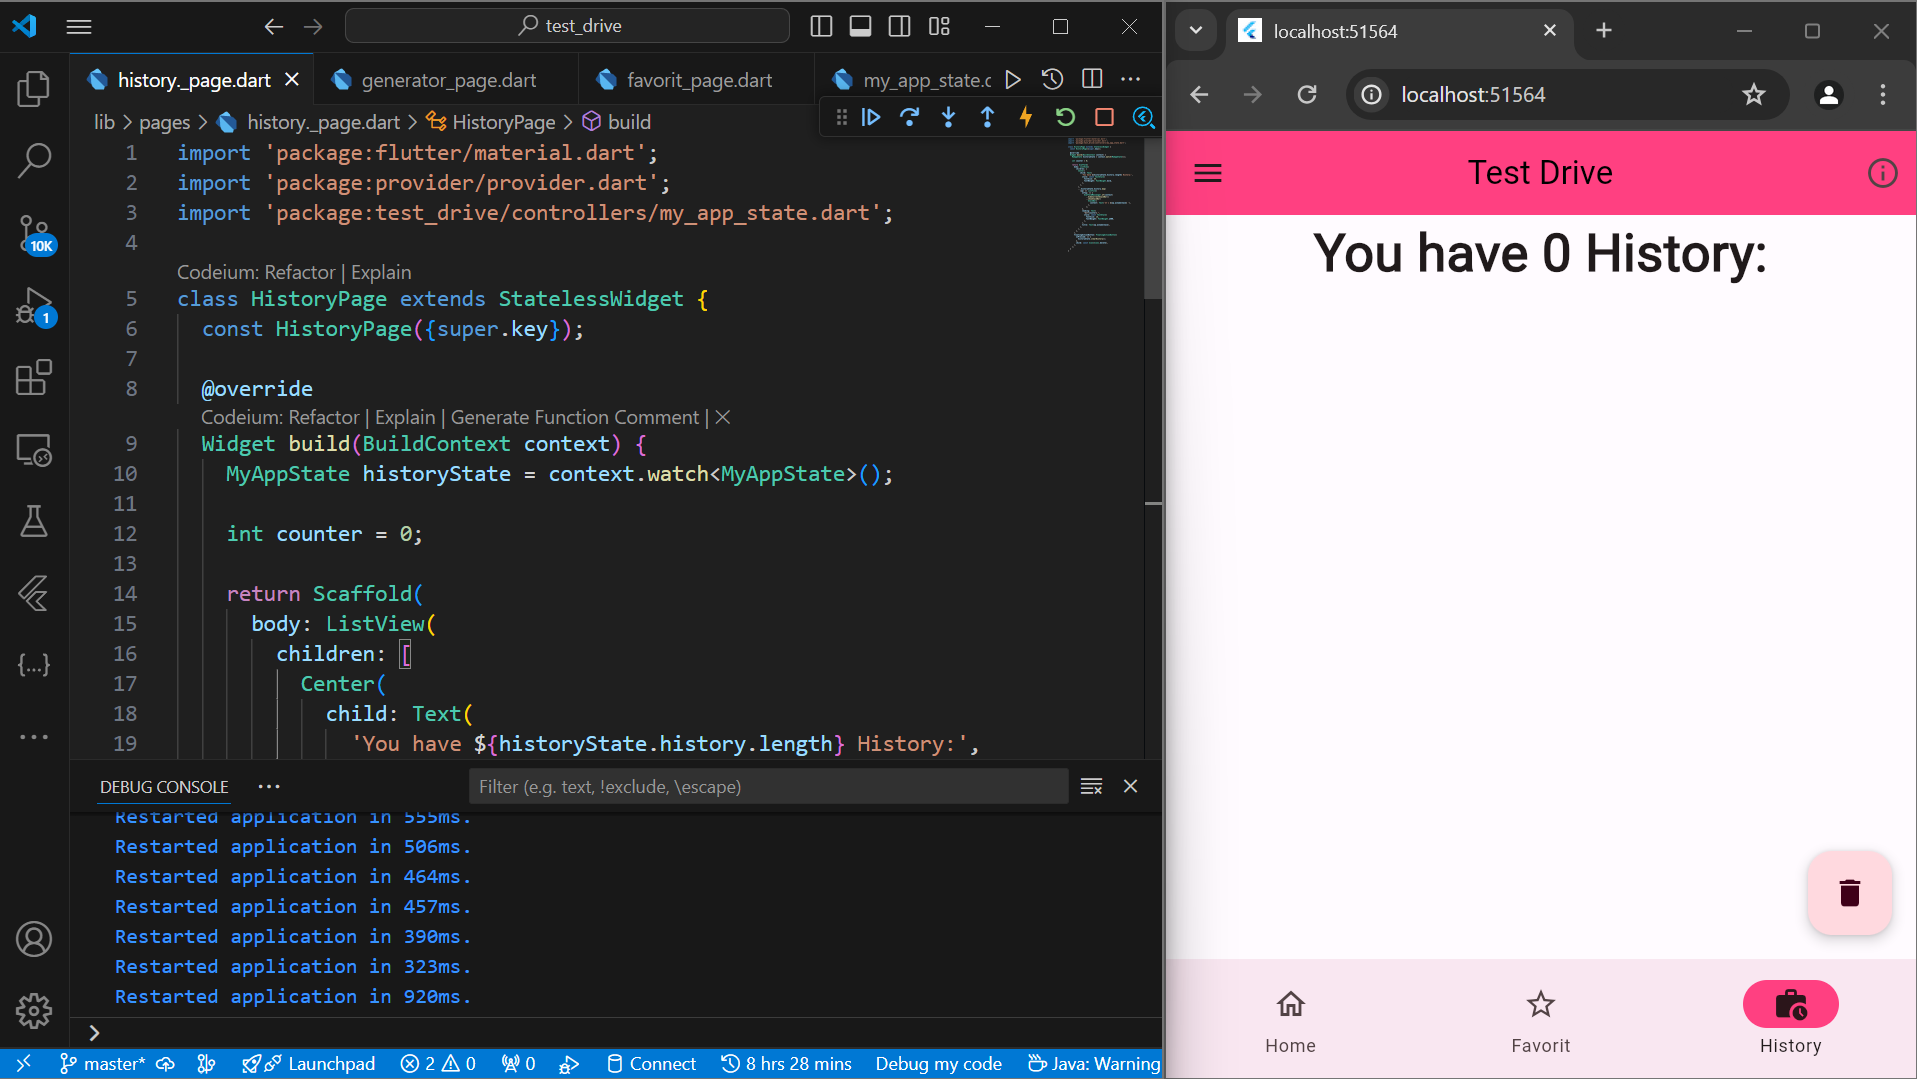 test_drive
history._page.dart
generator_page.dart
favorit_page.dart
my_app_state.c
lib > pages > history._page.dart > HistoryPage > build
10K
1
1 import 'package:flutter/material.dart';
2 import 'package:provider/provider.dart';
3 import 'package:test_drive/controllers/my_app_state.dart';
4
Codeium: Refactor | Explain
5 class HistoryPage extends StatelessWidget {
6 const HistoryPage({super.key});
7
8 @override
Codeium: Refactor | Explain | Generate Function Comment |
9 Widget build(BuildContext context) {
10 MyAppState historyState = context.watch<MyAppState>();
11
12 int counter = 0;
13
14 return Scaffold(
15 body: ListView(
16 children: [
17 Center(
18 child: Text(
19 'You have ${historyState.history.length} History:',
DEBUG CONSOLE
Filter (e.g. text, !exclude, \escape)
Restarted application in 555ms.
Restarted application in 506ms.
Restarted application in 464ms.
Restarted application in 457ms.
Restarted application in 390ms.
Restarted application in 323ms.
Restarted application in 920ms.
master* Launchpad 2 0 0 Connect 8 hrs 28 mins Debug my code Java: Warning
localhost:51564
localhost:51564
Test Drive
You have 0 History:
Home
Favorit
History